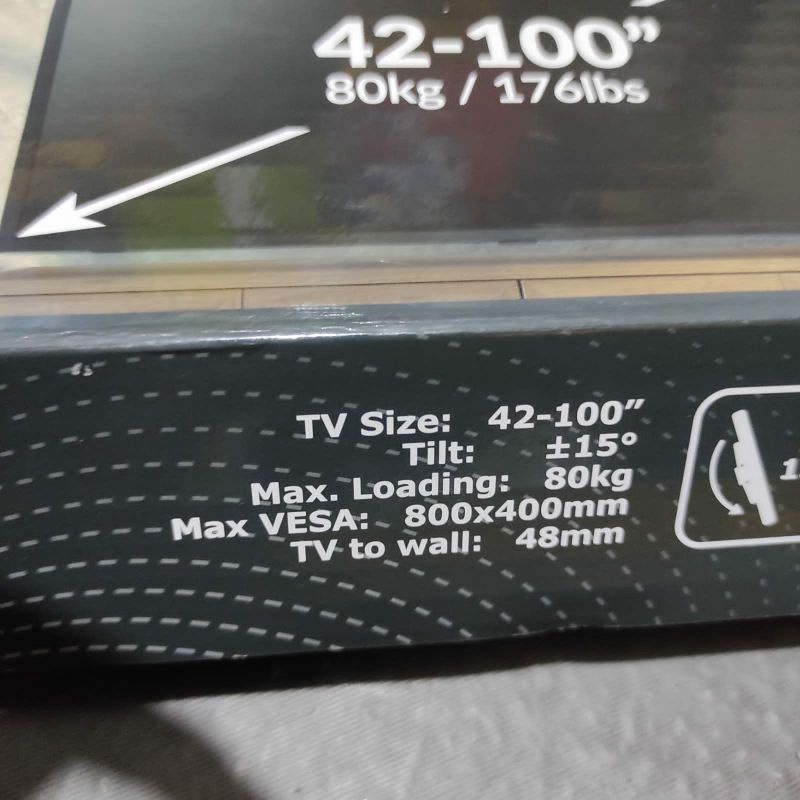 42-100”
80kg / 176lbs
TV Size: 42-100”
Tilt: ±15°
Max. Loading: 80kg
Max VESA: 800x400mm
TV to wall: 48mm